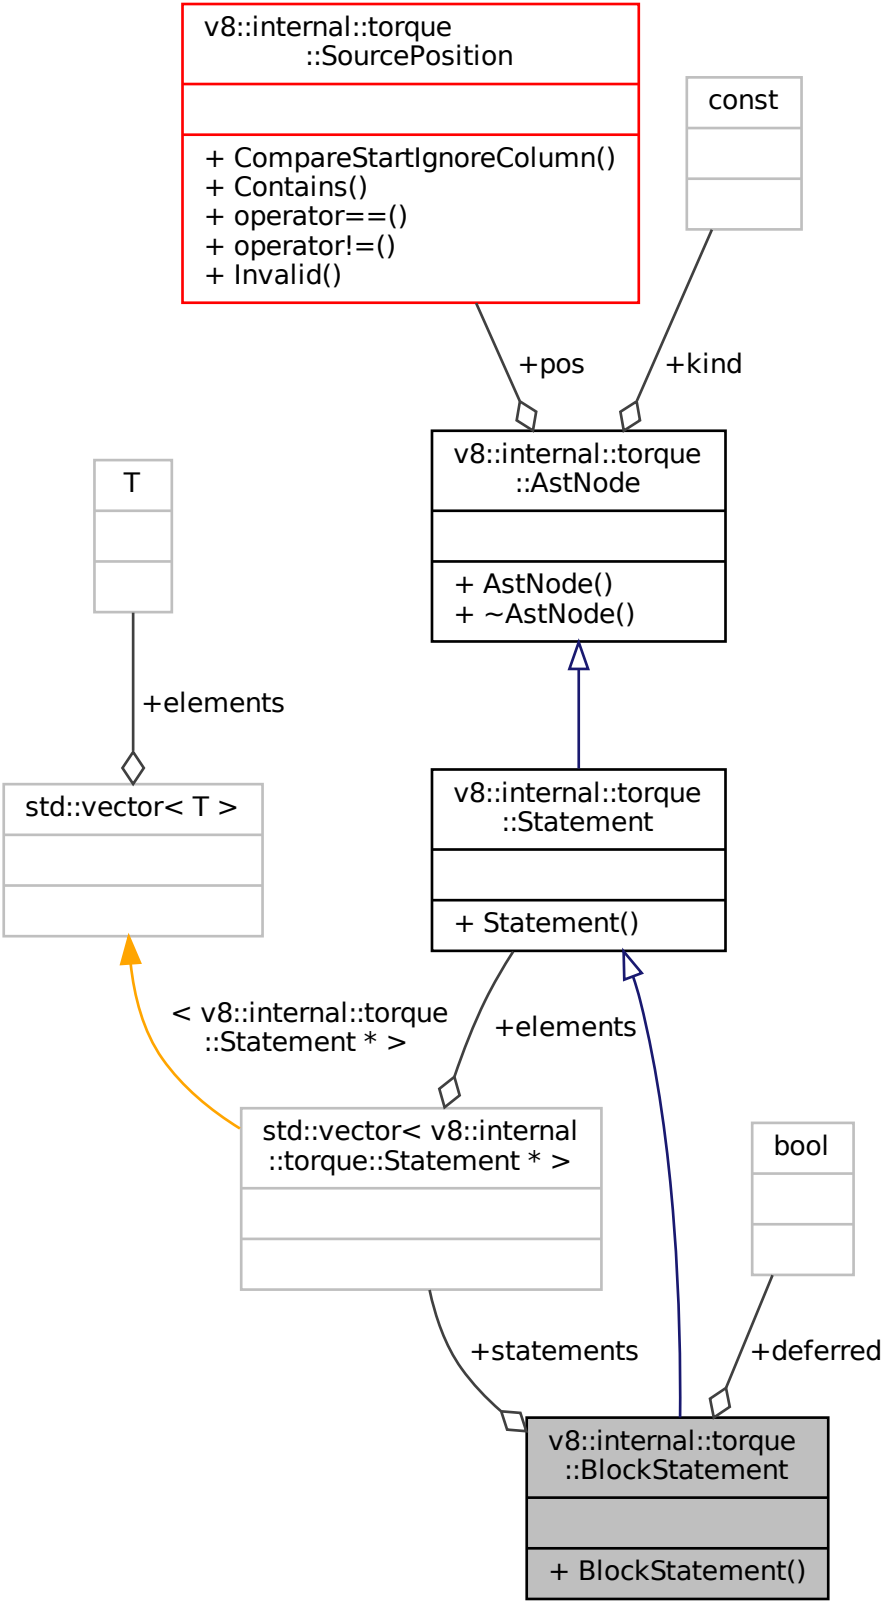 v8::internal::torque
::SourcePosition
+ CompareStartIgnoreColumn()
+ Contains()
+ operator==()
+ operator!=()
+ Invalid()
const
+pos
+kind
v8::internal::torque
::AstNode
+ AstNode()
+ ~AstNode()
T
+elements
std::vector< T >
v8::internal::torque
::Statement
+ Statement()
< v8::internal::torque
::Statement * >
+elements
std::vector< v8::internal
::torque::Statement * >
bool
+statements
+deferred
v8::internal::torque
::BlockStatement
+ BlockStatement()